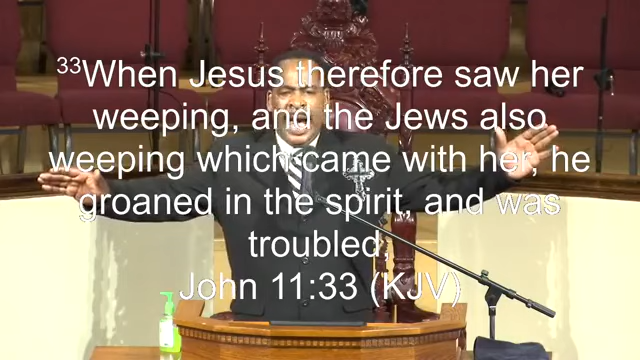 ³³When Jesus therefore saw her
weeping, and the Jews also
weeping which came with her, he
groaned in the spirit, and was
troubled,
John 11:33 (KJV)